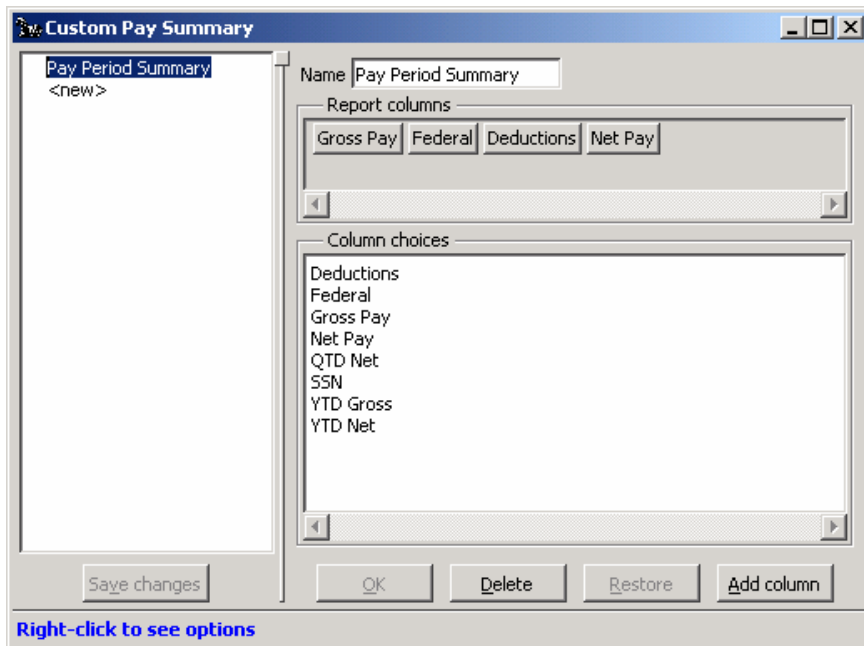 Custom Pay Summary
Pay Period Summary
<new>
Name Pay Period Summary
Report columns
Gross Pay Federal Deductions Net Pay
Column choices
Deductions
Federal
Gross Pay
Net Pay
QTD Net
SSN
YTD Gross
YTD Net
Save changes OK Delete Restore Add column
Right-click to see options